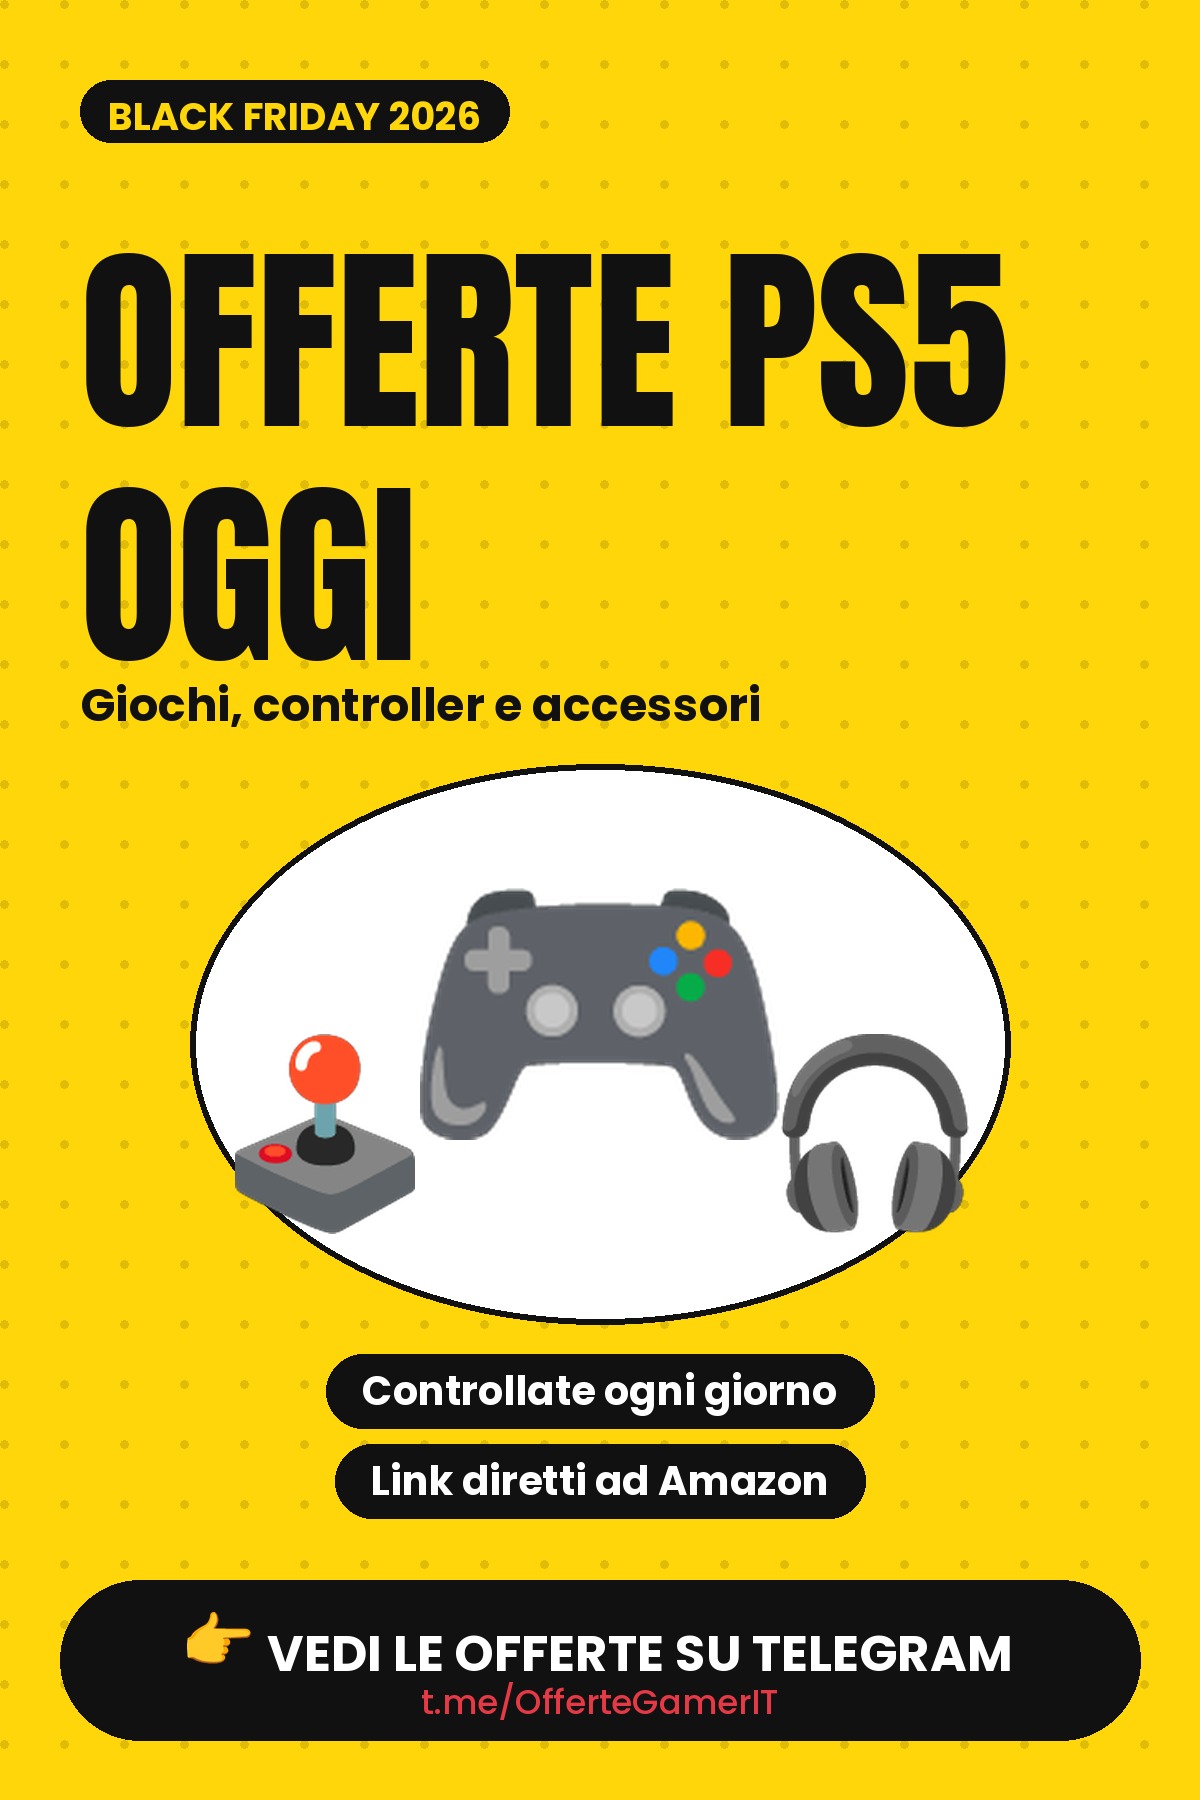 BLACK FRIDAY 2026
OFFERTE PS5
OGGI
Giochi, controller e accessori
Controllate ogni giorno
Link diretti ad Amazon
👉 VEDI LE OFFERTE SU TELEGRAM
t.me/OfferteGamerIT